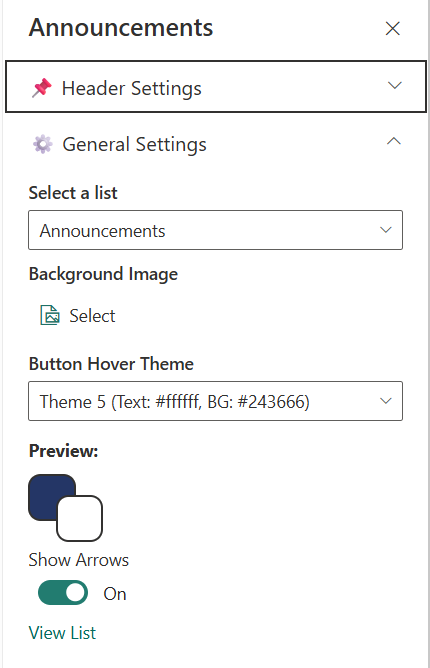 Announcements
Header Settings
General Settings
Select a list
Announcements
Background Image
Select
Button Hover Theme
Theme 5 (Text: #ffffff, BG: #243666)
Preview:
Show Arrows
On
View List